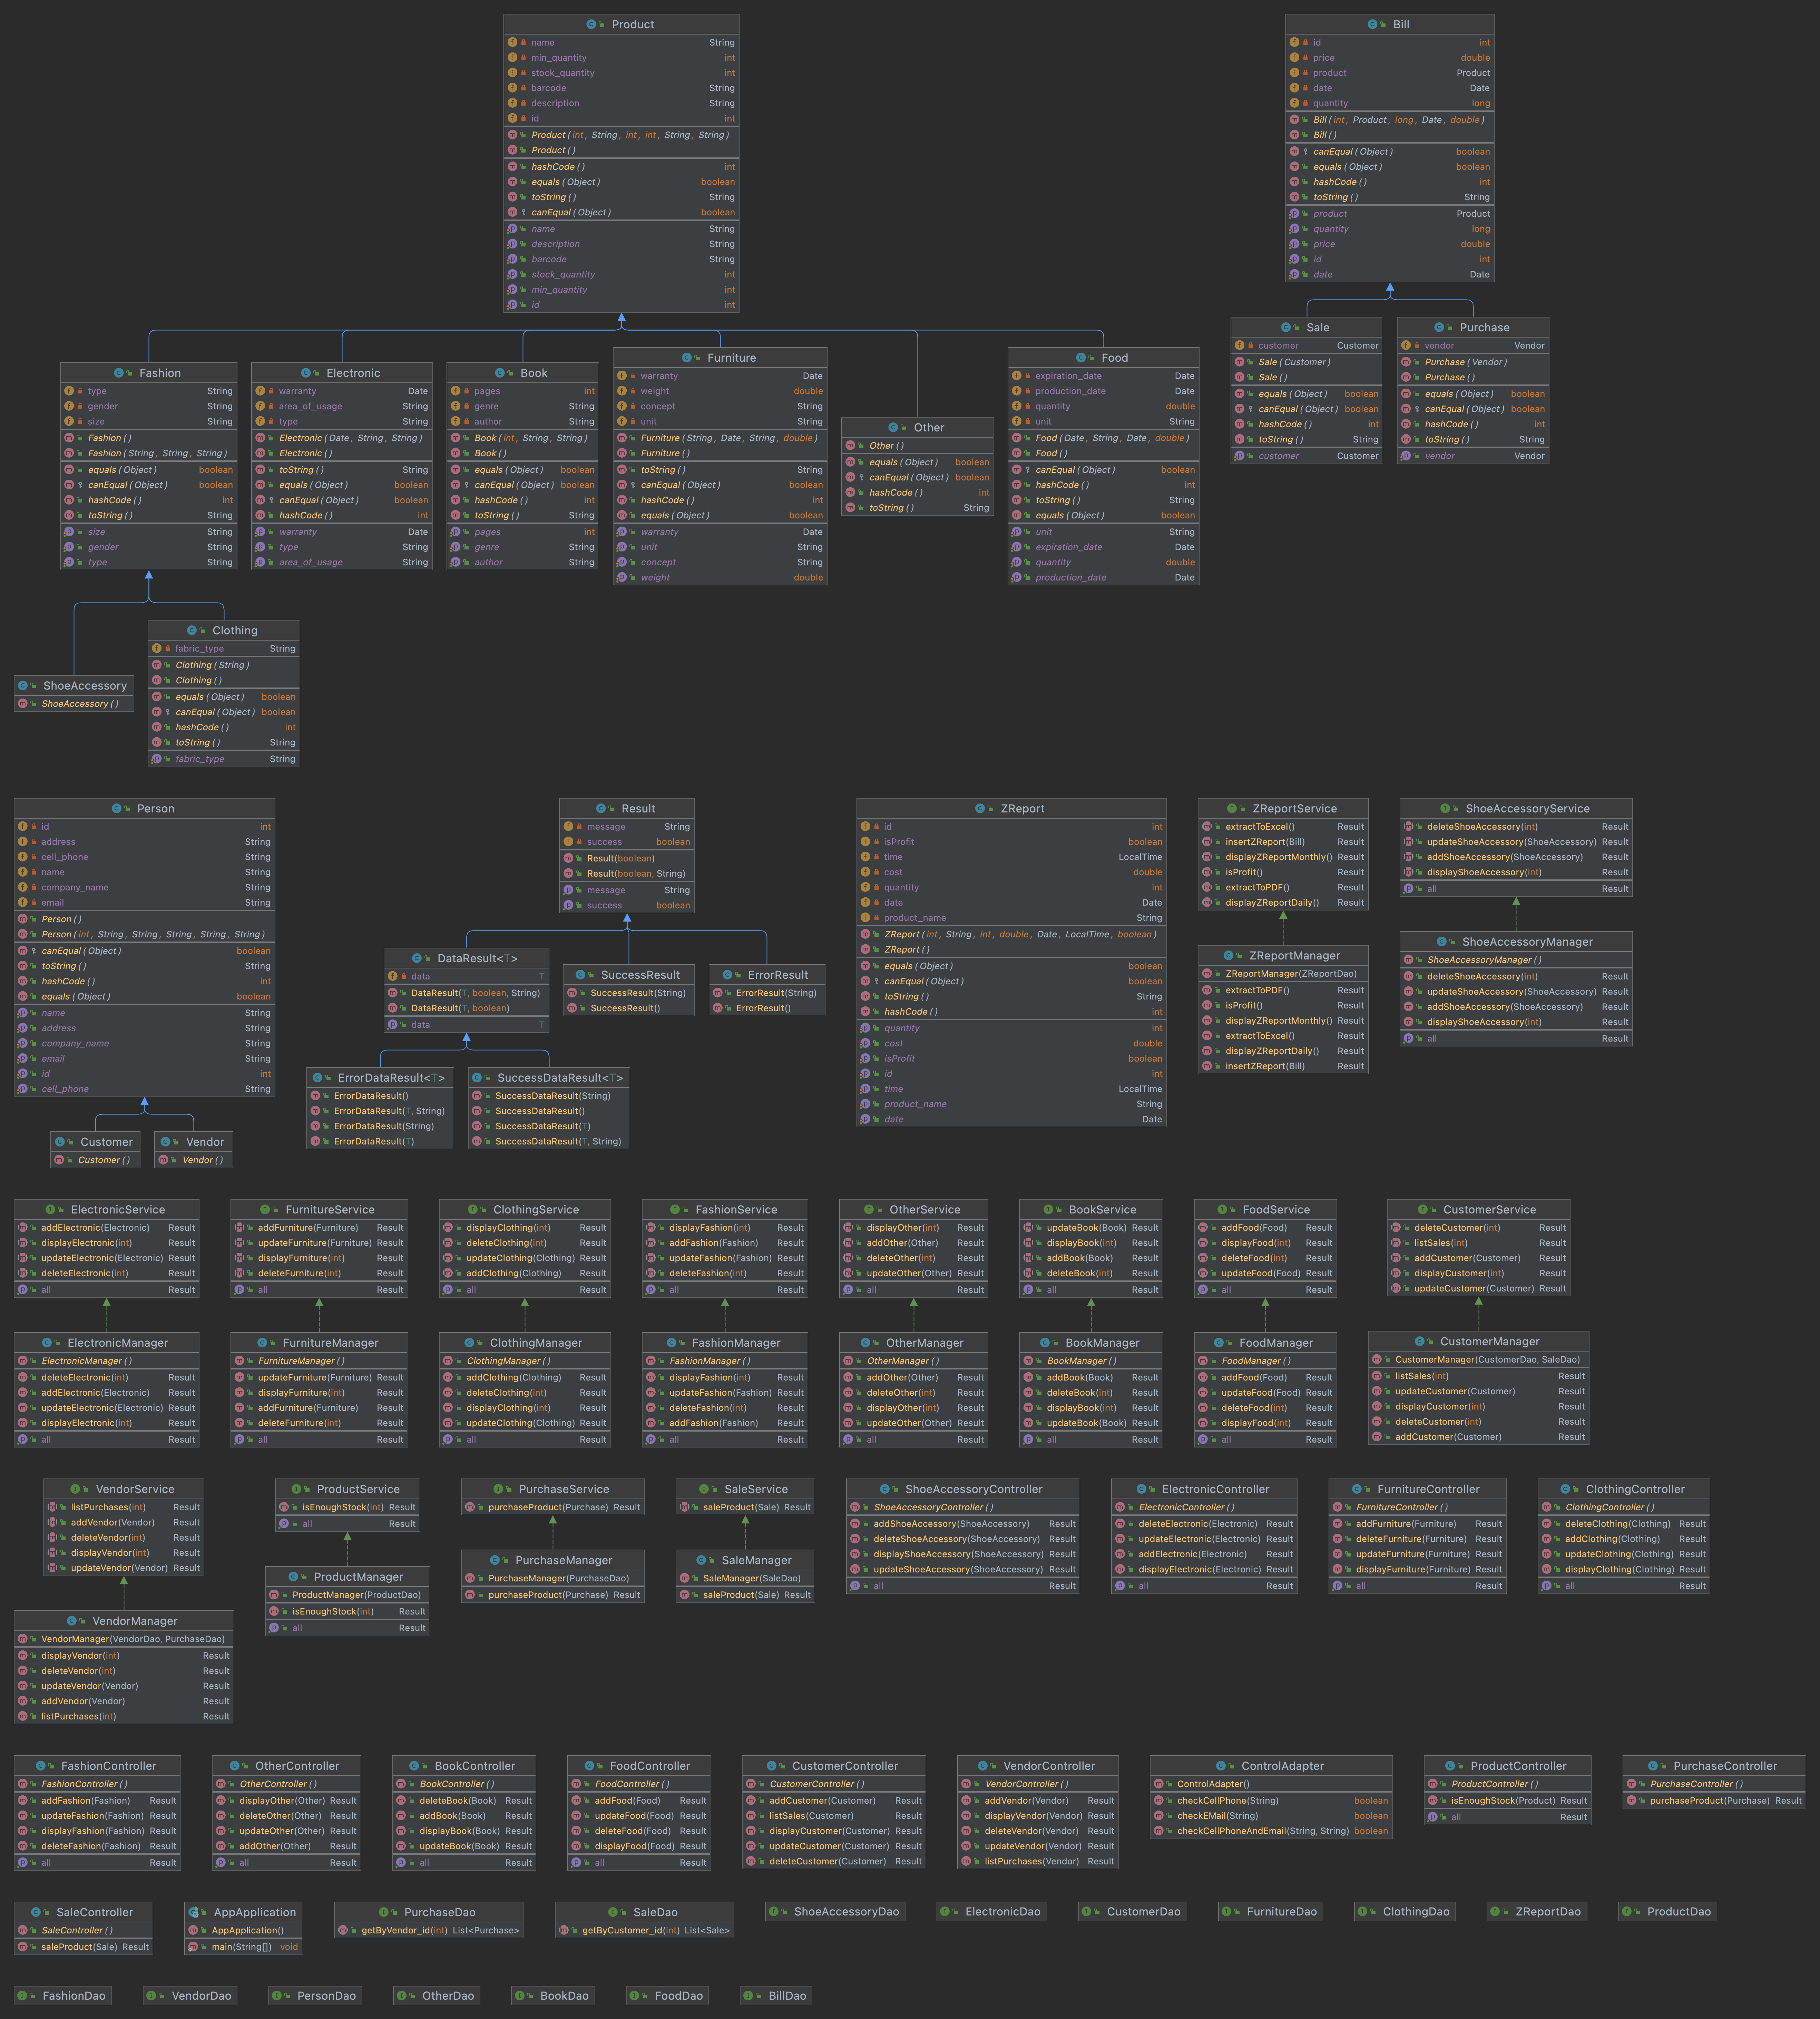 Product
name String
min_quantity int
stock_quantity int
barcode String
description String
id int
Product(int, String, int, int, String, String)
Product()
hashCode() int
equals(Object) boolean
toString() String
canEqual(Object) boolean
name String
description String
barcode String
stock_quantity int
min_quantity int
id int
Bill
id int
price double
product Product
date Date
quantity long
Bill(int, Product, long, Date, double)
Bill()
canEqual(Object) boolean
equals(Object) boolean
hashCode() int
toString() String
product Product
quantity long
price double
id int
date Date
Fashion
type String
gender String
size String
Fashion()
Fashion(String, String, String)
equals(Object) boolean
canEqual(Object) boolean
hashCode() int
toString() String
size String
gender String
type String
Electronic
warranty Date
area_of_usage String
type String
Electronic(Date, String, String)
Electronic()
toString() String
equals(Object) boolean
canEqual(Object) boolean
hashCode() int
warranty Date
type String
area_of_usage String
Book
pages int
genre String
author String
Book(int, String, String)
Book()
equals(Object) boolean
canEqual(Object) boolean
hashCode() int
toString() String
pages int
genre String
author String
Furniture
warranty Date
weight double
concept String
unit String
Furniture(String, Date, String, double)
Furniture()
toString() String
canEqual(Object) boolean
hashCode() int
equals(Object) boolean
warranty Date
unit String
concept String
weight double
Other
Other()
equals(Object) boolean
canEqual(Object) boolean
hashCode() int
toString() String
Food
expiration_date Date
production_date Date
quantity double
unit String
Food(Date, String, Date, double)
Food()
canEqual(Object) boolean
hashCode() int
toString() String
equals(Object) boolean
unit String
expiration_date Date
quantity double
production_date Date
Sale
customer Customer
Sale(Customer)
Sale()
equals(Object) boolean
canEqual(Object) boolean
hashCode() int
toString() String
customer Customer
Purchase
vendor Vendor
Purchase(Vendor)
Purchase()
equals(Object) boolean
canEqual(Object) boolean
hashCode() int
toString() String
vendor Vendor
ShoeAccessory
ShoeAccessory()
Clothing
fabric_type String
Clothing(String)
Clothing()
equals(Object) boolean
canEqual(Object) boolean
hashCode() int
toString() String
fabric_type String
Person
id int
address String
cell_phone String
name String
company_name String
email String
Person()
Person(int, String, String, String, String, String)
canEqual(Object) boolean
toString() String
hashCode() int
equals(Object) boolean
name String
address String
company_name String
email String
id int
cell_phone String
Customer
Customer()
Vendor
Vendor()
Result
message String
success boolean
Result(boolean)
Result(boolean, String)
message String
success boolean
DataResult<T>
data T
DataResult(T, boolean, String)
DataResult(T, boolean)
data T
SuccessResult
SuccessResult(String)
SuccessResult()
ErrorResult
ErrorResult(String)
ErrorResult()
ErrorDataResult<T>
ErrorDataResult()
ErrorDataResult(T, String)
ErrorDataResult(String)
ErrorDataResult(T)
SuccessDataResult<T>
SuccessDataResult(String)
SuccessDataResult()
SuccessDataResult(T)
SuccessDataResult(T, String)
ZReport
id int
isProfit boolean
time LocalTime
cost double
quantity int
date Date
product_name String
ZReport(int, String, int, double, Date, LocalTime, boolean)
ZReport()
equals(Object) boolean
canEqual(Object) boolean
toString() String
hashCode() int
quantity int
cost double
isProfit boolean
id int
time LocalTime
product_name String
date Date
ZReportService
extractToExcel() Result
insertZReport(Bill) Result
displayZReportMonthly() Result
isProfit() Result
extractToPDF() Result
displayZReportDaily() Result
ZReportManager
ZReportManager(ZReportDao)
extractToPDF() Result
isProfit() Result
displayZReportMonthly() Result
extractToExcel() Result
displayZReportDaily() Result
insertZReport(Bill) Result
ShoeAccessoryService
deleteShoeAccessory(int) Result
updateShoeAccessory(ShoeAccessory) Result
addShoeAccessory(ShoeAccessory) Result
displayShoeAccessory(int) Result
all Result
ShoeAccessoryManager
ShoeAccessoryManager()
deleteShoeAccessory(int) Result
updateShoeAccessory(ShoeAccessory) Result
addShoeAccessory(ShoeAccessory) Result
displayShoeAccessory(int) Result
all Result
ElectronicService
addElectronic(Electronic) Result
displayElectronic(int) Result
updateElectronic(Electronic) Result
deleteElectronic(int) Result
all Result
FurnitureService
addFurniture(Furniture) Result
updateFurniture(Furniture) Result
displayFurniture(int) Result
deleteFurniture(int) Result
all Result
ClothingService
displayClothing(int) Result
deleteClothing(int) Result
updateClothing(Clothing) Result
addClothing(Clothing) Result
all Result
FashionService
displayFashion(int) Result
addFashion(Fashion) Result
updateFashion(Fashion) Result
deleteFashion(int) Result
all Result
OtherService
displayOther(int) Result
addOther(Other) Result
deleteOther(int) Result
updateOther(Other) Result
all Result
BookService
updateBook(Book) Result
displayBook(int) Result
addBook(Book) Result
deleteBook(int) Result
all Result
FoodService
addFood(Food) Result
displayFood(int) Result
deleteFood(int) Result
updateFood(Food) Result
all Result
CustomerService
deleteCustomer(int) Result
listSales(int) Result
addCustomer(Customer) Result
displayCustomer(int) Result
updateCustomer(Customer) Result
ElectronicManager
ElectronicManager()
deleteElectronic(int) Result
addElectronic(Electronic) Result
updateElectronic(Electronic) Result
displayElectronic(int) Result
all Result
FurnitureManager
FurnitureManager()
updateFurniture(Furniture) Result
displayFurniture(int) Result
addFurniture(Furniture) Result
deleteFurniture(int) Result
all Result
ClothingManager
ClothingManager()
addClothing(Clothing) Result
deleteClothing(int) Result
displayClothing(int) Result
updateClothing(Clothing) Result
all Result
FashionManager
FashionManager()
displayFashion(int) Result
updateFashion(Fashion) Result
deleteFashion(int) Result
addFashion(Fashion) Result
all Result
OtherManager
OtherManager()
addOther(Other) Result
deleteOther(int) Result
displayOther(int) Result
updateOther(Other) Result
all Result
BookManager
BookManager()
addBook(Book) Result
deleteBook(int) Result
displayBook(int) Result
updateBook(Book) Result
all Result
FoodManager
FoodManager()
addFood(Food) Result
updateFood(Food) Result
deleteFood(int) Result
displayFood(int) Result
all Result
CustomerManager
CustomerManager(CustomerDao, SaleDao)
listSales(int) Result
updateCustomer(Customer) Result
displayCustomer(int) Result
deleteCustomer(int) Result
addCustomer(Customer) Result
VendorService
listPurchases(int) Result
addVendor(Vendor) Result
deleteVendor(int) Result
displayVendor(int) Result
updateVendor(Vendor) Result
VendorManager
VendorManager(VendorDao, PurchaseDao)
displayVendor(int) Result
deleteVendor(int) Result
updateVendor(Vendor) Result
addVendor(Vendor) Result
listPurchases(int) Result
ProductService
isEnoughStock(int) Result
all Result
ProductManager
ProductManager(ProductDao)
isEnoughStock(int) Result
all Result
PurchaseService
purchaseProduct(Purchase) Result
PurchaseManager
PurchaseManager(PurchaseDao)
purchaseProduct(Purchase) Result
SaleService
saleProduct(Sale) Result
SaleManager
SaleManager(SaleDao)
saleProduct(Sale) Result
ShoeAccessoryController
ShoeAccessoryController()
addShoeAccessory(ShoeAccessory) Result
deleteShoeAccessory(ShoeAccessory) Result
displayShoeAccessory(ShoeAccessory) Result
updateShoeAccessory(ShoeAccessory) Result
all Result
ElectronicController
ElectronicController()
deleteElectronic(Electronic) Result
updateElectronic(Electronic) Result
addElectronic(Electronic) Result
displayElectronic(Electronic) Result
all Result
FurnitureController
FurnitureController()
addFurniture(Furniture) Result
deleteFurniture(Furniture) Result
updateFurniture(Furniture) Result
displayFurniture(Furniture) Result
all Result
ClothingController
ClothingController()
deleteClothing(Clothing) Result
addClothing(Clothing) Result
updateClothing(Clothing) Result
displayClothing(Clothing) Result
all Result
FashionController
FashionController()
addFashion(Fashion) Result
updateFashion(Fashion) Result
displayFashion(Fashion) Result
deleteFashion(Fashion) Result
all Result
OtherController
OtherController()
displayOther(Other) Result
deleteOther(Other) Result
updateOther(Other) Result
addOther(Other) Result
all Result
BookController
BookController()
deleteBook(Book) Result
addBook(Book) Result
displayBook(Book) Result
updateBook(Book) Result
all Result
FoodController
FoodController()
addFood(Food) Result
updateFood(Food) Result
deleteFood(Food) Result
displayFood(Food) Result
all Result
CustomerController
CustomerController()
addCustomer(Customer) Result
listSales(Customer) Result
displayCustomer(Customer) Result
updateCustomer(Customer) Result
deleteCustomer(Customer) Result
VendorController
VendorController()
addVendor(Vendor) Result
displayVendor(Vendor) Result
deleteVendor(Vendor) Result
updateVendor(Vendor) Result
listPurchases(Vendor) Result
ControlAdapter
ControlAdapter()
checkCellPhone(String) boolean
checkEMail(String) boolean
checkCellPhoneAndEmail(String, String) boolean
ProductController
ProductController()
isEnoughStock(Product) Result
all Result
PurchaseController
PurchaseController()
purchaseProduct(Purchase) Result
SaleController
SaleController()
saleProduct(Sale) Result
AppApplication
AppApplication()
main(String[]) void
PurchaseDao
getByVendor_id(int) List<Purchase>
SaleDao
getByCustomer_id(int) List<Sale>
ShoeAccessoryDao
ElectronicDao
CustomerDao
FurnitureDao
ClothingDao
ZReportDao
ProductDao
FashionDao
VendorDao
PersonDao
OtherDao
BookDao
FoodDao
BillDao